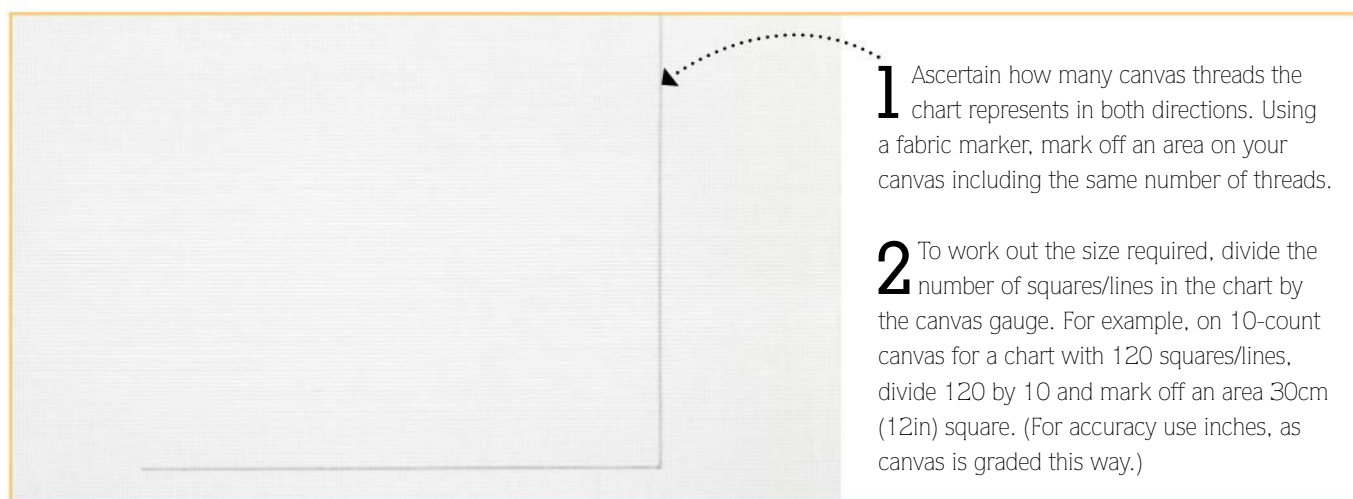 1 Ascertain how many canvas threads the
chart represents in both directions. Using
a fabric marker, mark off an area on your
canvas including the same number of threads.
2 To work out the size required, divide the
number of squares/lines in the chart by
the canvas gauge. For example, on 10-count
canvas for a chart with 120 squares/lines,
divide 120 by 10 and mark off an area 30cm
(12in) square. (For accuracy use inches, as
canvas is graded this way.)